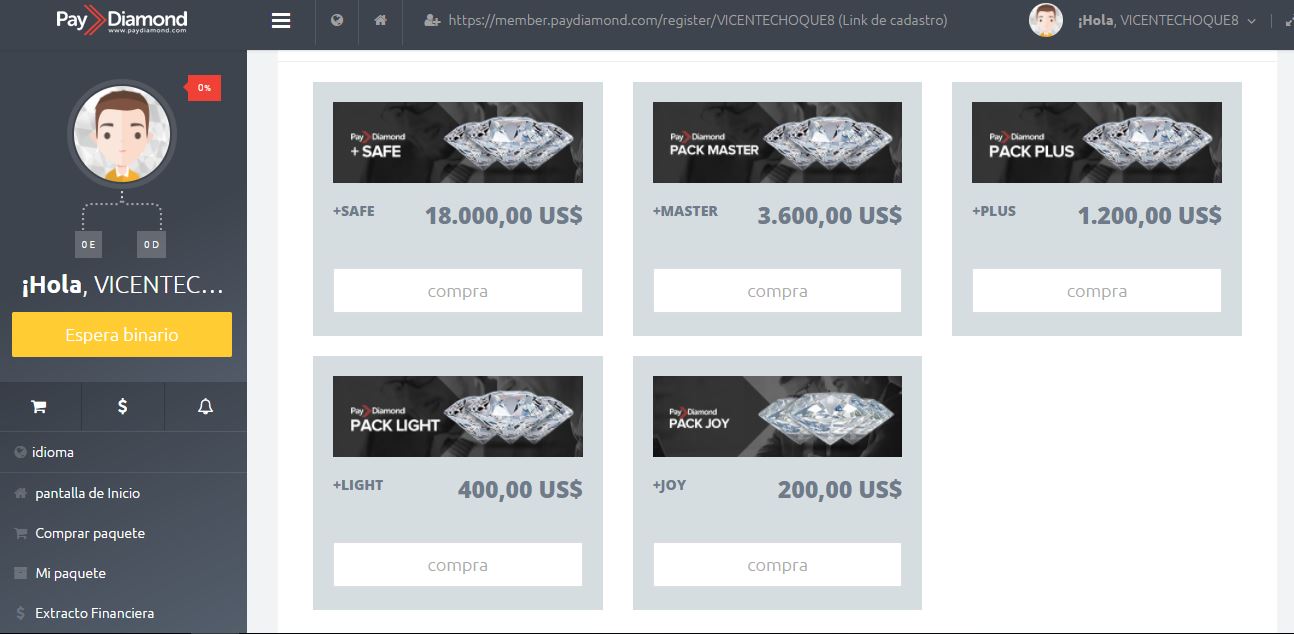 Pay Diamond
www.paydiamond.com
https://member.paydiamond.com/register/VICENTECHOQUE8 (Link de cadastro)
¡Hola, VICENTECHOQUE8
0%
0 E
0 D
¡Hola, VICENTEC...
Espera binario
$
idioma
pantalla de Inicio
Comprar paquete
Mi paquete
$ Extracto Financiera
Pay Diamond
+ SAFE
+SAFE 18.000,00 US$
compra
Pay Diamond
PACK MASTER
+MASTER 3.600,00 US$
compra
Pay Diamond
PACK PLUS
+PLUS 1.200,00 US$
compra
Pay Diamond
PACK LIGHT
+LIGHT 400,00 US$
compra
Pay Diamond
PACK JOY
+JOY 200,00 US$
compra